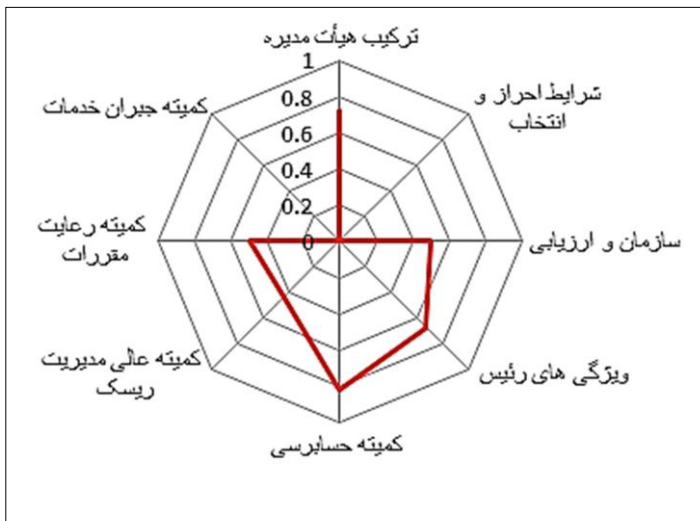 ترکیب هیأت مدیره
1
0.8
0.6
0.4
0.2
0
شرایط احراز و
انتخاب
سازمان و ارزیابی
ویژگی های رئیس
کمیته حسابرسی
کمیته عالی مدیریت
ریسک
کمیته رعایت
مقررات
کمیته جبران خدمات